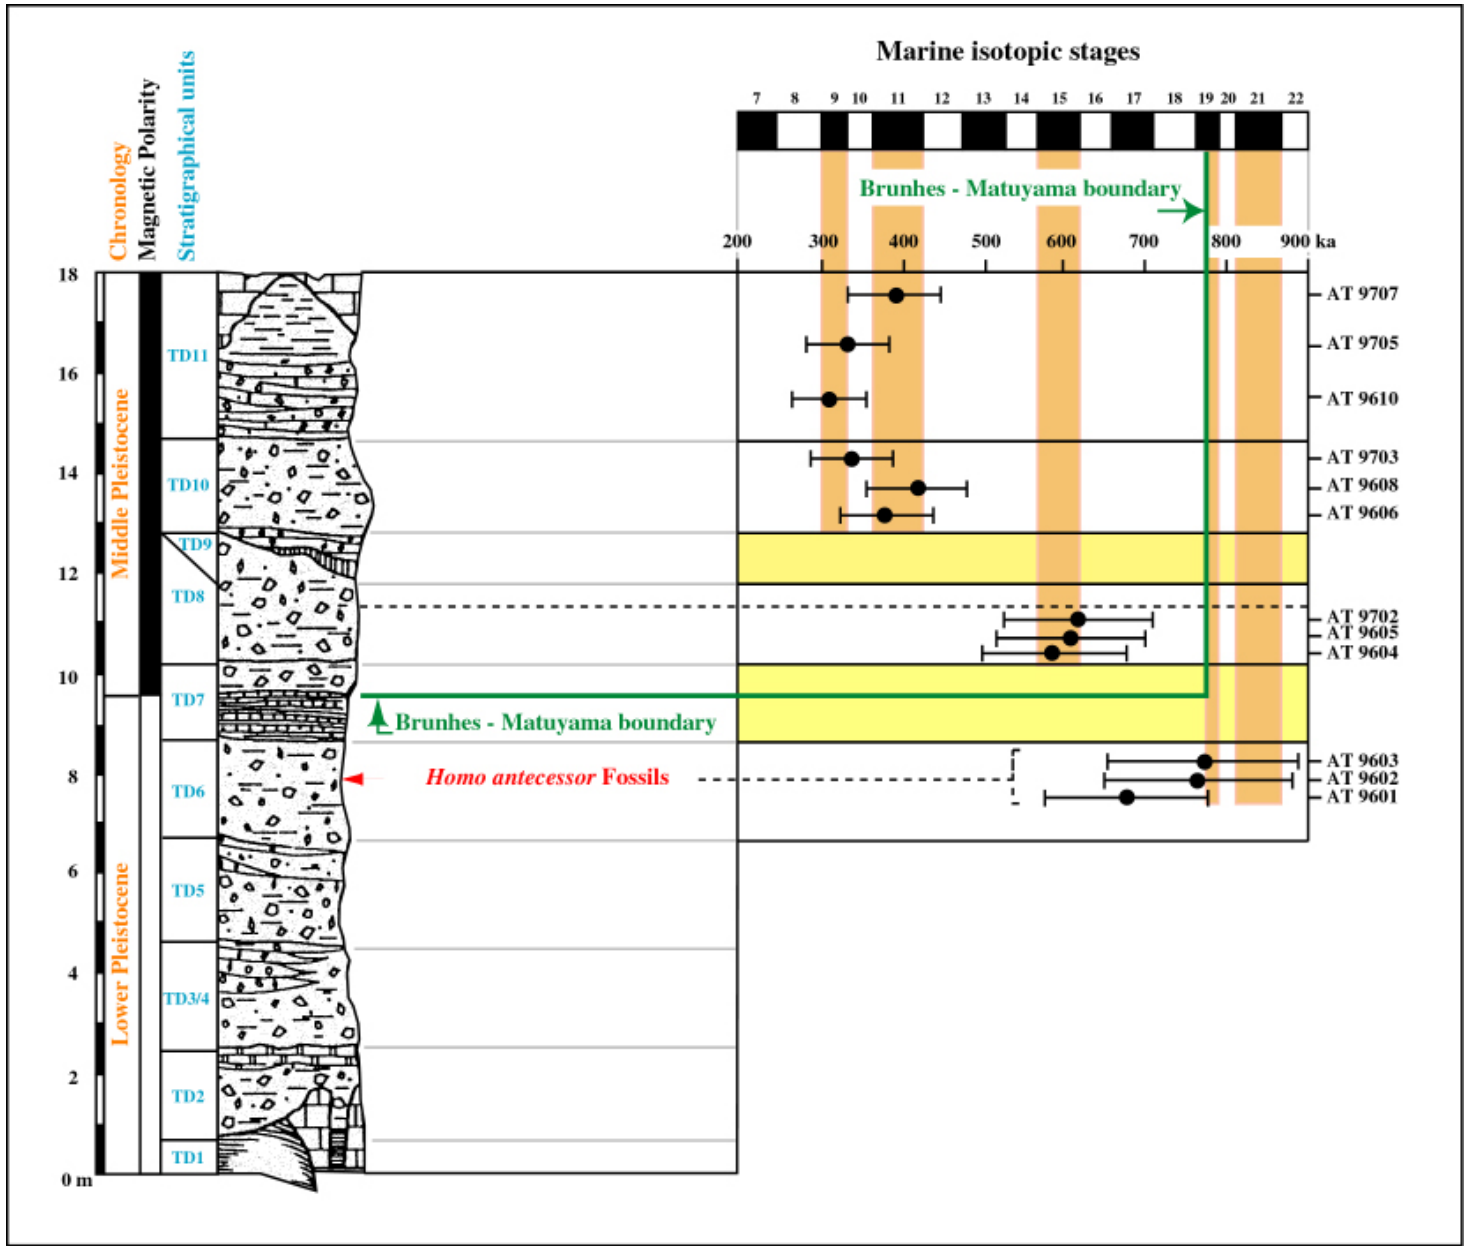 Marine isotopic stages
7 8 9 10 11 12 13 14 15 16 17 18 19 20 21 22
Chronology
Magnetic Polarity
Stratigraphical units
Brunhes - Matuyama boundary
200 300 400 500 600 700 800 900 ka
18
AT 9707
AT 9705
TD11
16
AT 9610
Middle Pleistocene
AT 9703
14
TD10
AT 9608
AT 9606
TD9
12
TD8
AT 9702
AT 9605
AT 9604
10
TD7
Brunhes - Matuyama boundary
AT 9603
8
Homo antecessor Fossils
AT 9602
TD6
AT 9601
6
TD5
Lower Pleistocene
4
TD3/4
2
TD2
TD1
0 m